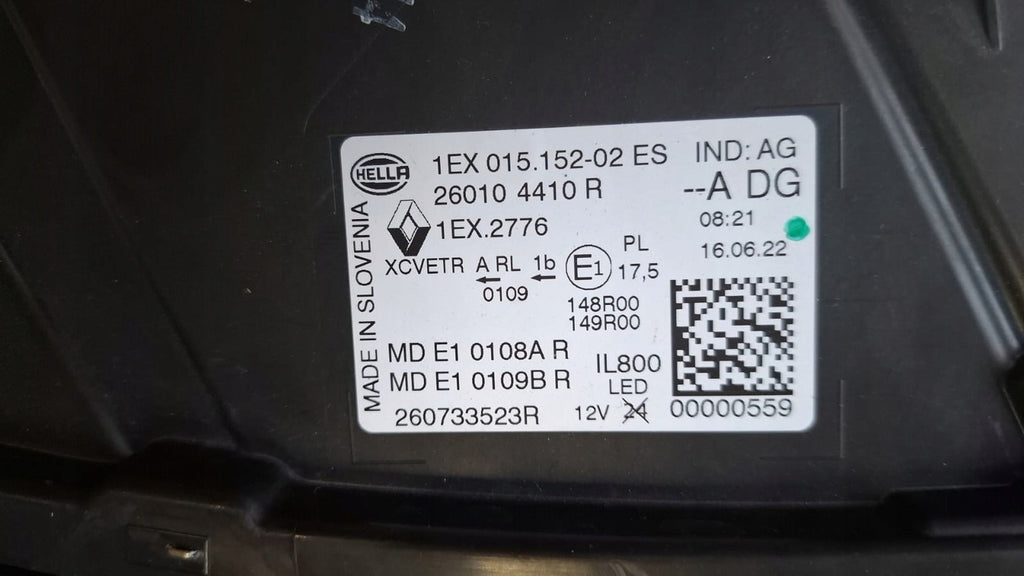 HELLA
1EX 015.152-02 ES
IND: AG
26010 4410 R
--A DG
1EX.2776
08:21
16.06.22
MADE IN SLOVENIA
XCVETR A RL 1b E1 PL 17,5
0109
148R00
149R00
MD E1 0108A R
MD E1 0109B R
IL800
LED
260733523R
12V 24
00000559